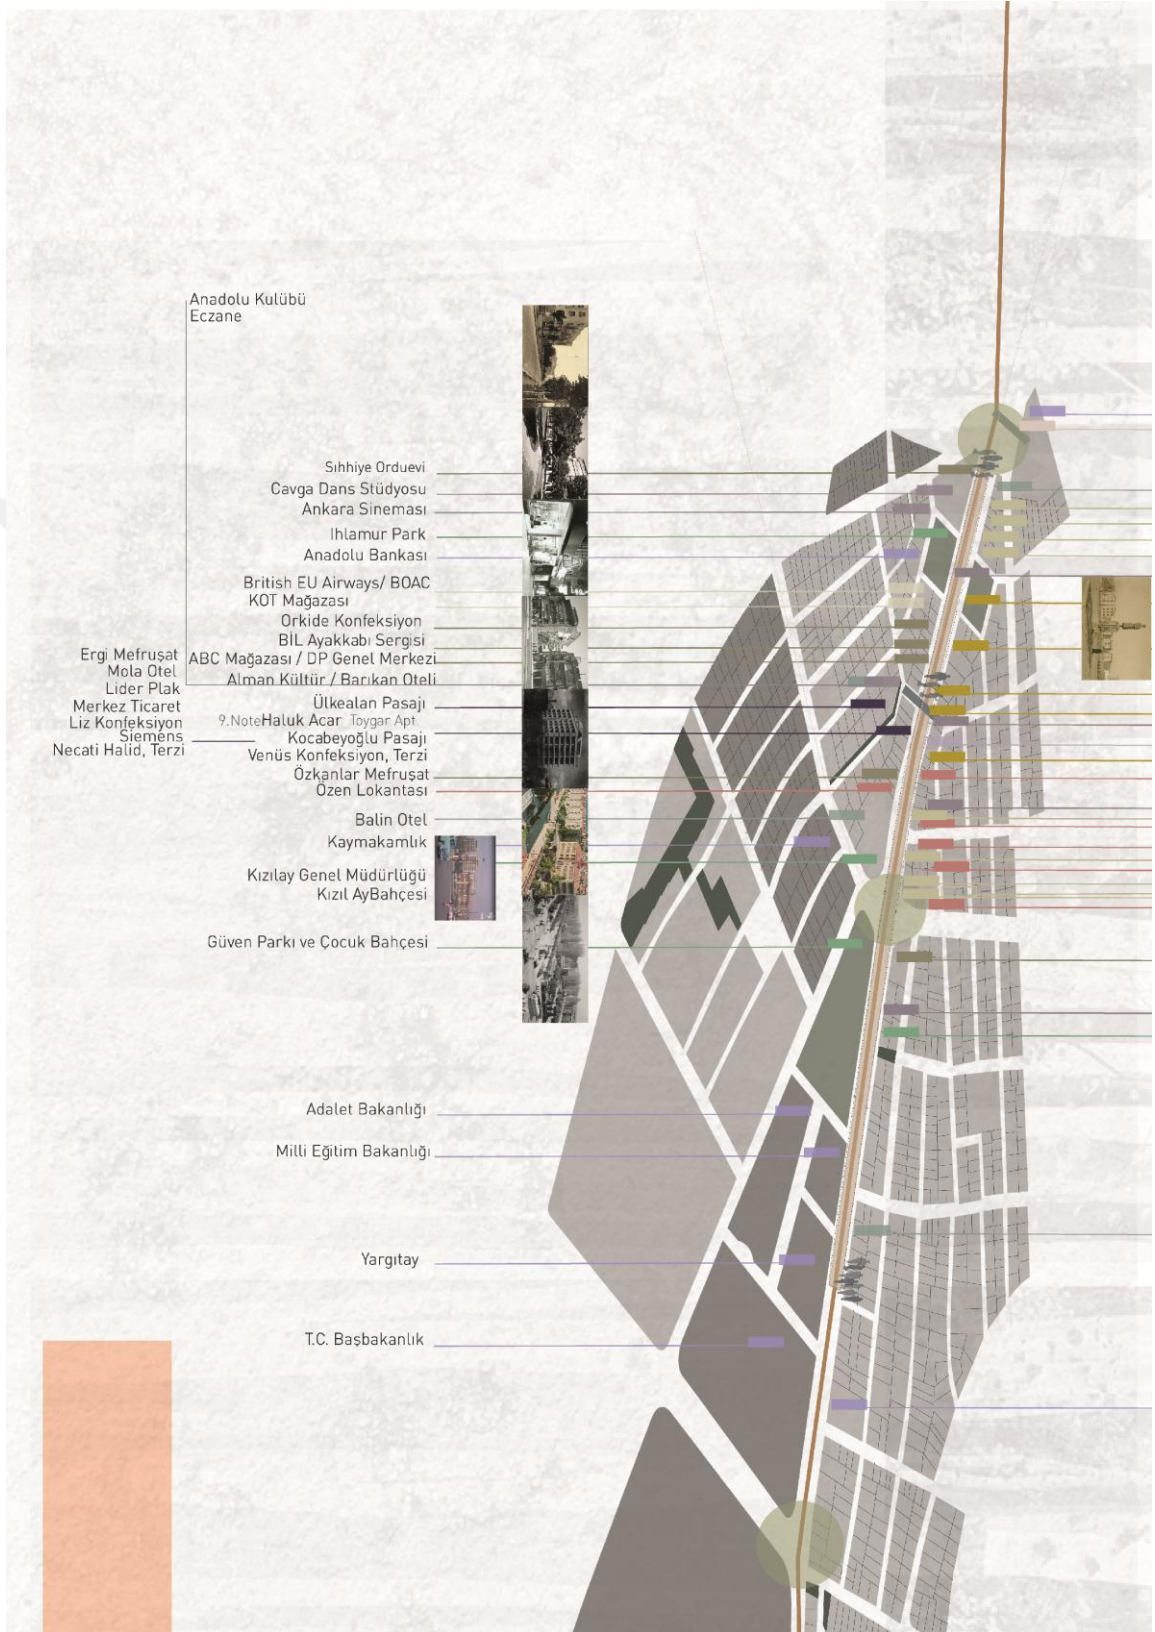 Anadolu Kulübü
Eczane
Sıhhiye Orduevi
Cavga Dans Stüdyosu
Ankara Sineması
Ihlamur Park
Anadolu Bankası
British EU Airways/ BOAC
KOT Mağazası
Orkide Konfeksiyon
BİL Ayakkabı Sergisi
ABC Mağazası / DP Genel Merkezi
Alman Kültür / Barıkan Oteli
Ergi Mefruşat
Mola Otel
Lider Plak
Merkez Ticaret
Liz Konfeksiyon
Siemens
Necati Halid, Terzi
Ülkealan Pasajı
9.NoteHaluk Acar Toygar Apt.
Kocabeyoğlu Pasajı
Venüs Konfeksiyon, Terzi
Özkanlar Mefruşat
Özen Lokantası
Balin Otel
Kaymakamlık
Kızılay Genel Müdürlüğü
Kızıl AyBahçesi
Güven Parkı ve Çocuk Bahçesi
Adalet Bakanlığı
Milli Eğitim Bakanlığı
Yargıtay
T.C. Başbakanlık